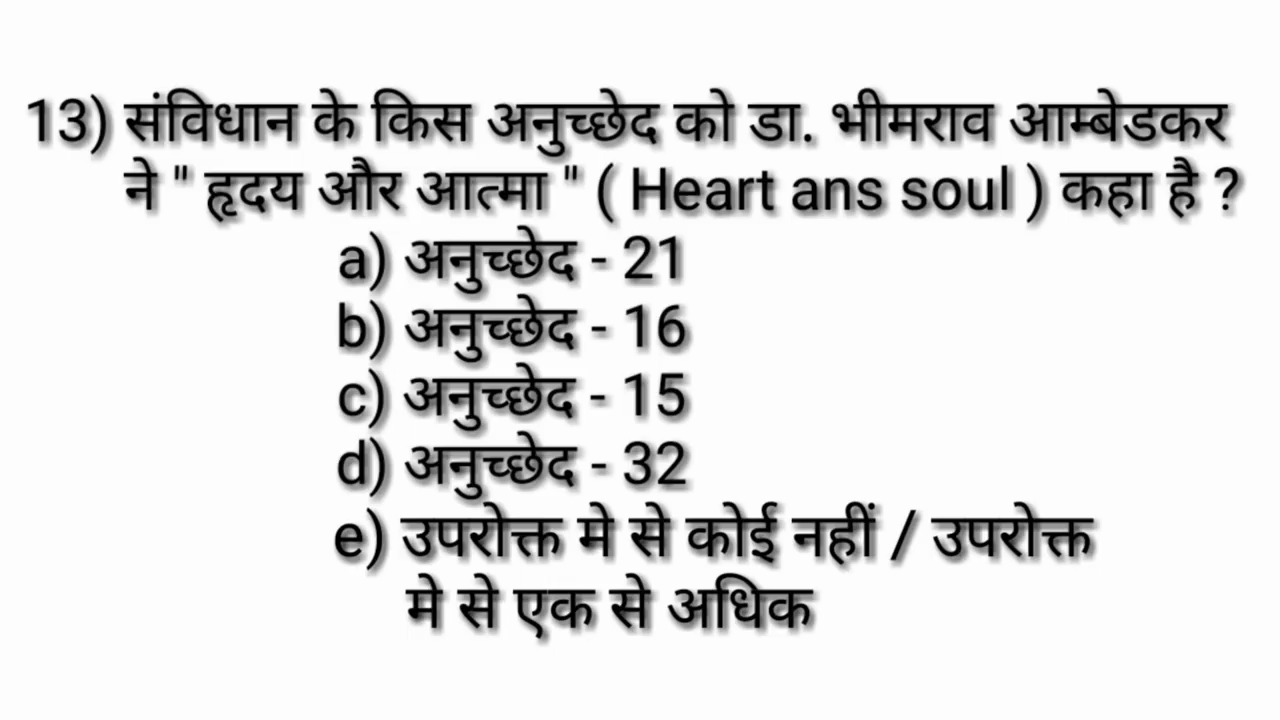 13) संविधान के किस अनुच्छेद को डा. भीमराव आम्बेडकर
ने " हृदय और आत्मा " ( Heart ans soul ) कहा है ?
a) अनुच्छेद - 21
b) अनुच्छेद - 16
c) अनुच्छेद - 15
d) अनुच्छेद - 32
e) उपरोक्त मे से कोई नहीं / उपरोक्त
मे से एक से अधिक